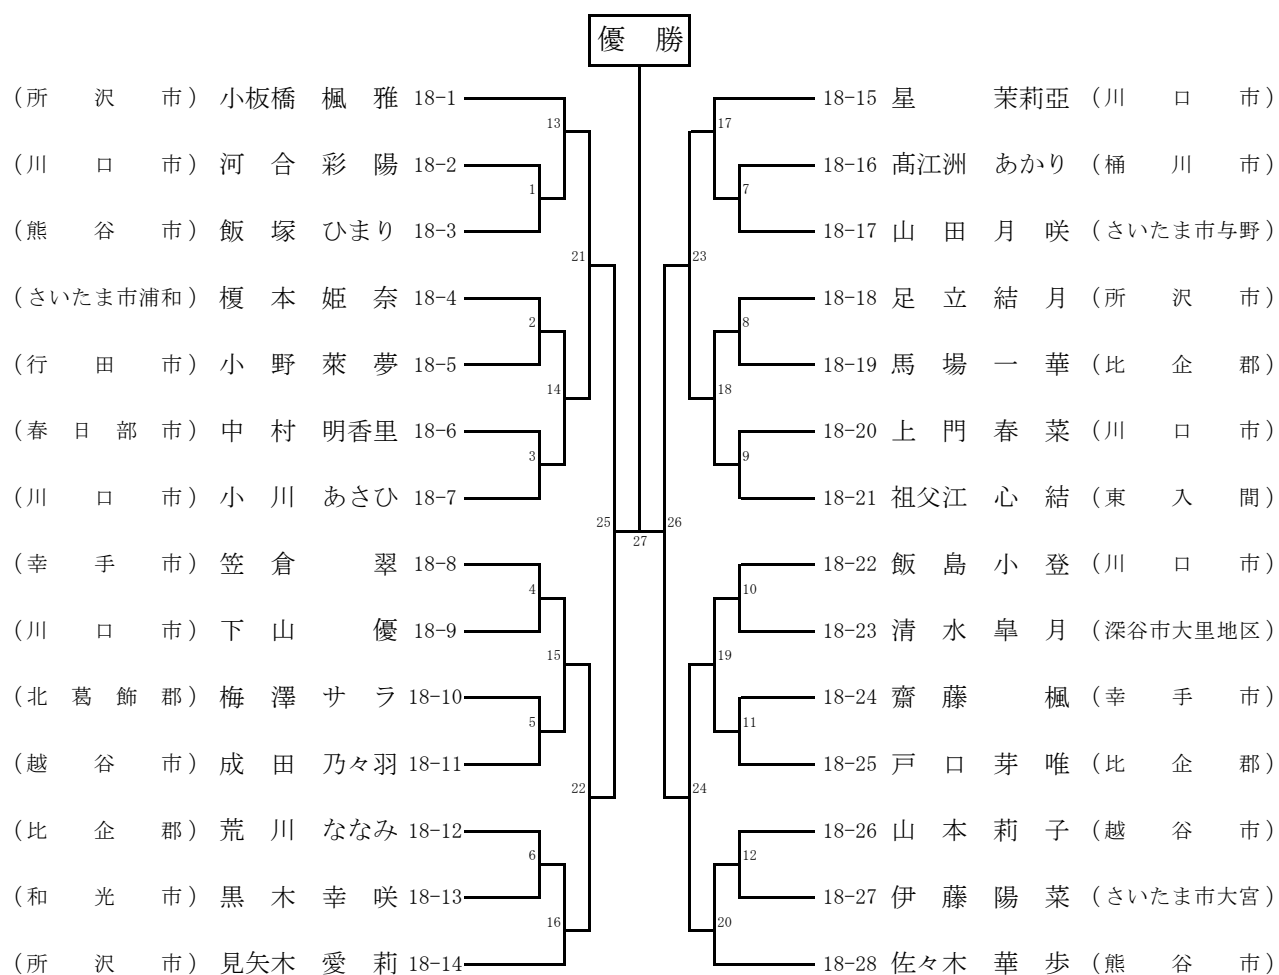 優 勝
(所 沢 市) 小板橋 楓 雅 18-1
13
(川 口 市) 河 合 彩 陽 18-2
1
(熊 谷 市) 飯 塚 ひまり 18-3
21
(さいたま市浦和) 榎 本 姫 奈 18-4
2
(行 田 市) 小 野 萊 夢 18-5
14
(春 日 部 市) 中 村 明香里 18-6
3
(川 口 市) 小 川 あさひ 18-7
25
(幸 手 市) 笠 倉 翠 18-8
4
(川 口 市) 下 山 優 18-9
15
(北 葛 飾 郡) 梅 澤 サ ラ 18-10
5
(越 谷 市) 成 田 乃々羽 18-11
22
(比 企 郡) 荒 川 ななみ 18-12
6
(和 光 市) 黒 木 幸 咲 18-13
16
(所 沢 市) 見矢木 愛 莉 18-14
27
18-15 星 茉莉亞 (川 口 市)
17
18-16 髙江洲 あかり (桶 川 市)
7
18-17 山 田 月 咲 (さいたま市与野)
23
18-18 足 立 結 月 (所 沢 市)
8
18-19 馬 場 一 華 (比 企 郡)
18
18-20 上 門 春 菜 (川 口 市)
9
18-21 祖父江 心 結 (東 入 間)
26
18-22 飯 島 小 登 (川 口 市)
10
18-23 清 水 皐 月 (深谷市大里地区)
19
18-24 齋 藤 楓 (幸 手 市)
11
18-25 戸 口 芽 唯 (比 企 郡)
24
18-26 山 本 莉 子 (越 谷 市)
12
18-27 伊 藤 陽 菜 (さいたま市大宮)
20
18-28 佐々木 華 歩 (熊 谷 市)